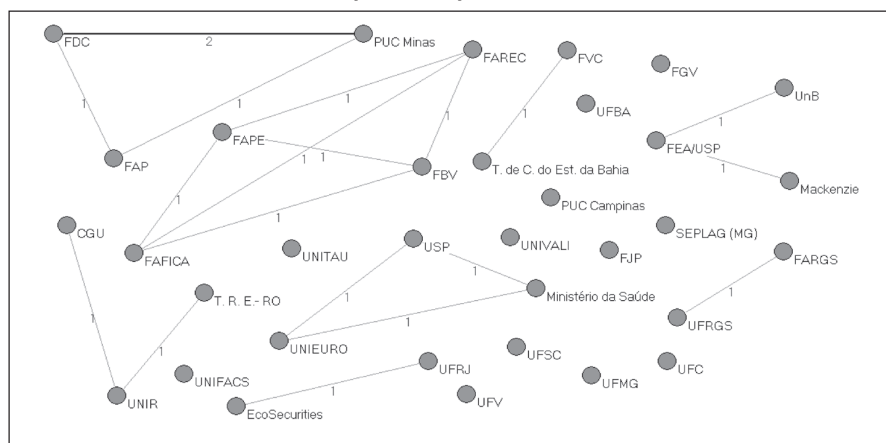 FDC
2
PUC Minas
FAREC
FVC
FGV
UnB
1
1
1
1
1
1
UFBA
FAP
FAPE
1
1
FBV
T. de C. do Est. da Bahia
FEA/USP
1
Mackenzie
1
1
PUC Campinas
CGU
FAFICA
UNITAU
USP
UNIVALI
FJP
SEPLAG (MG)
FARGS
1
T. R. E.- RO
1
Ministério da Saúde
1
1
1
UNIEURO
UFRGS
1
UNIR
UNIFACS
EcoSecurities
1
UFRJ
UFV
UFSC
UFMG
UFC